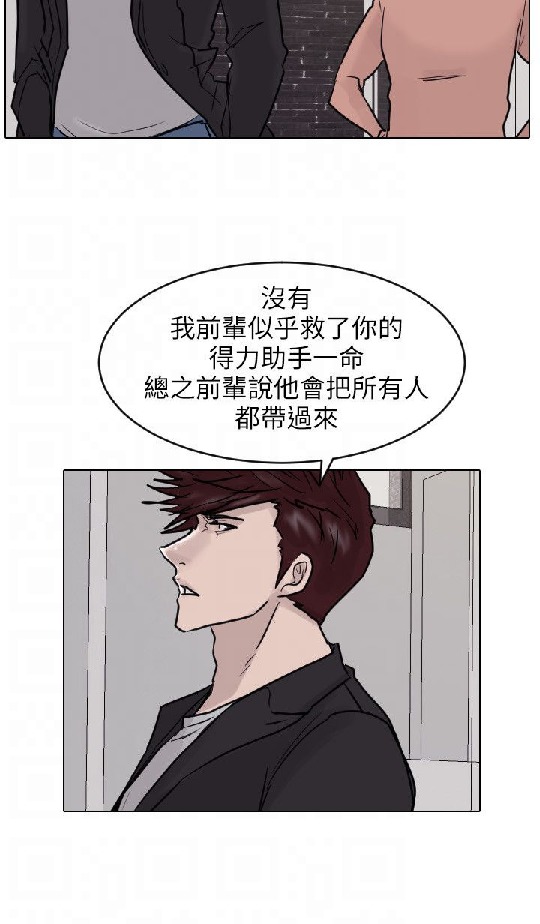 沒有
我前輩似乎救了你的
得力助手一命
總之前輩說他會把所有人
都帶過來